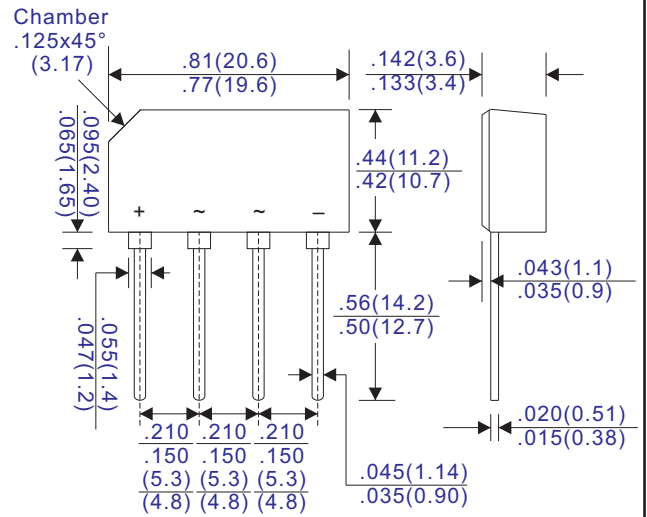 Chamber
.125x45°
(3.17)
.81(20.6)
.77(19.6)
.142(3.6)
.133(3.4)
.095(2.40)
.065(1.65)
.44(11.2)
.42(10.7)
+ ~ ~ –
.043(1.1)
.035(0.9)
.56(14.2)
.50(12.7)
.055(1.4)
.047(1.2)
.210 .210 .210
.150 .150 .150
(5.3) (5.3) (5.3)
(4.8) (4.8) (4.8)
.045(1.14)
.035(0.90)
.020(0.51)
.015(0.38)